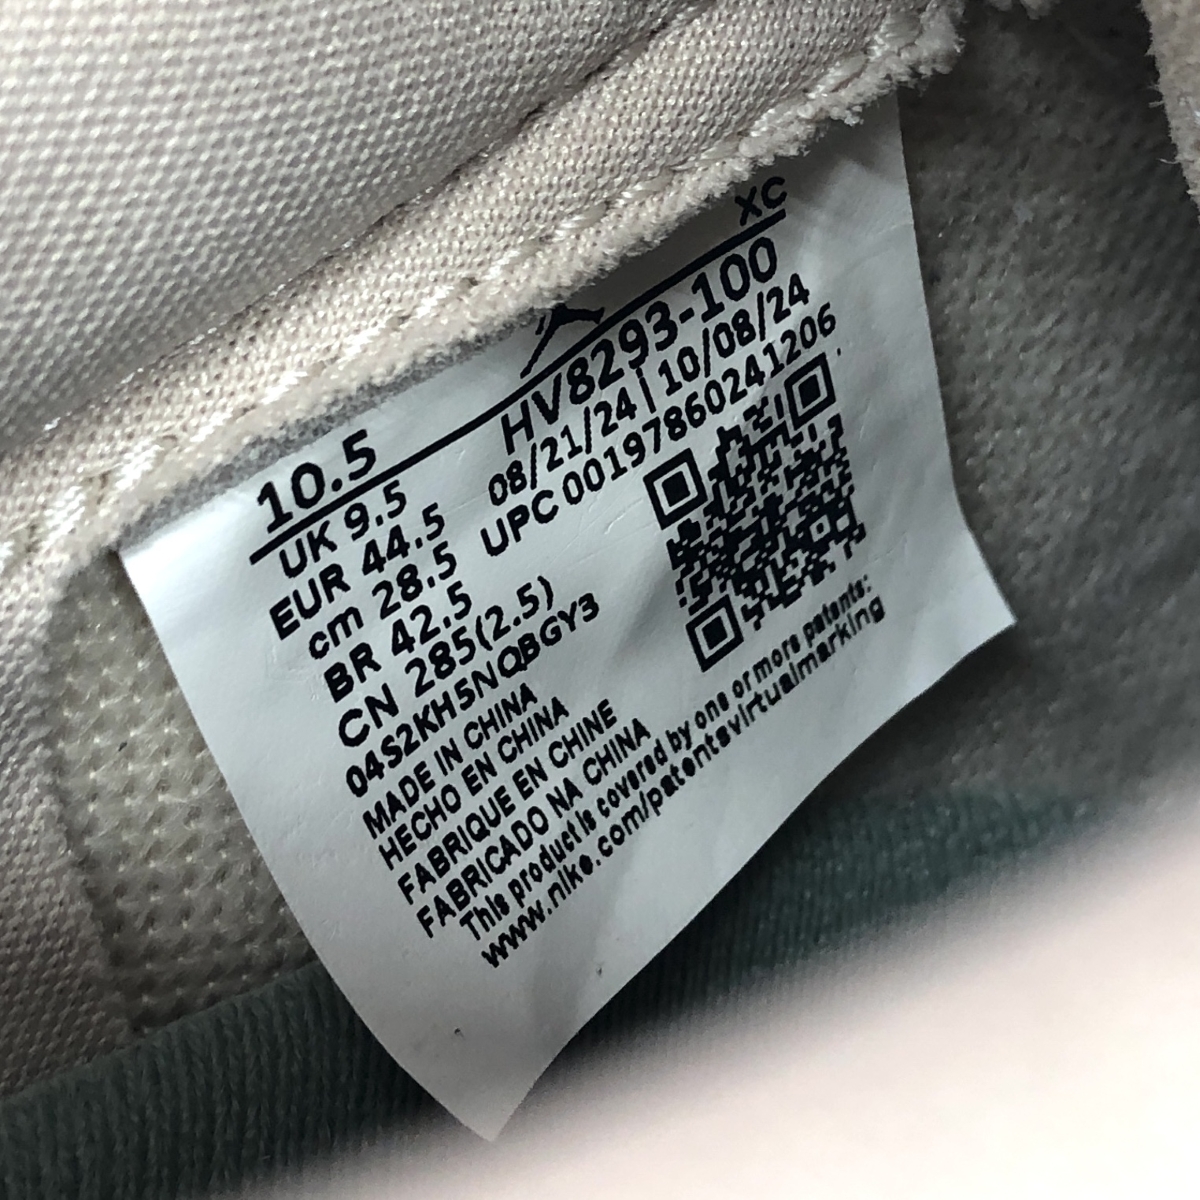 XC
10.5
HV8293-100
UK 9.5
08/21/24 | 10/08/24
EUR 44.5
UPC 00197860241206
cm 28.5
BR 42.5
CN 285(2.5)
04S2KH5NQBGY3
MADE IN CHINA
HECHO EN CHINA
FABRIQUE EN CHINE
FABRICADO NA CHINA
This product is covered by one or more patents:
www.nike.com/patentsvirtualmarking